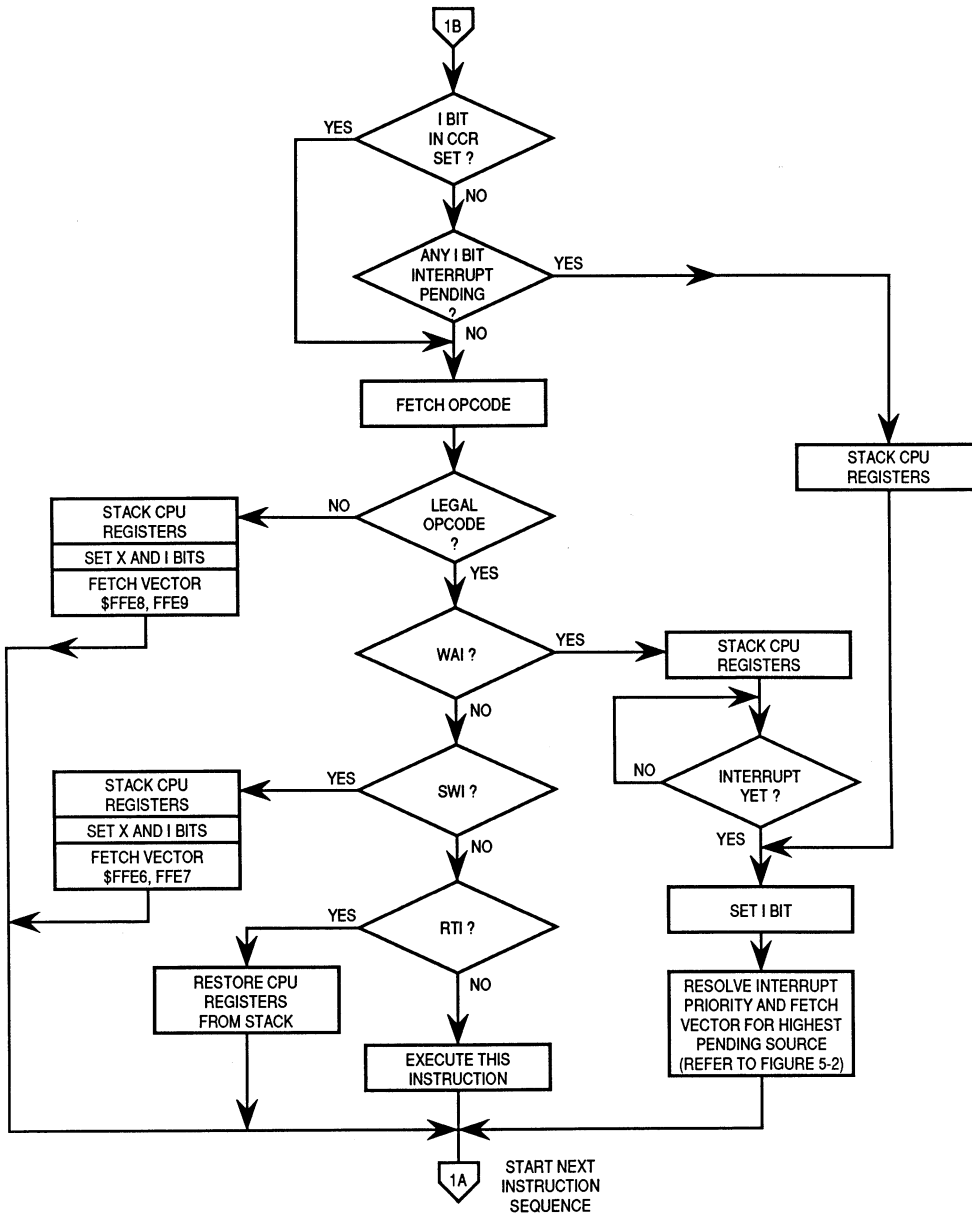 1B
I BIT
IN CCR
SET ?
YES
NO
ANY I BIT
INTERRUPT
PENDING
?
YES
NO
FETCH OPCODE
STACK CPU
REGISTERS
LEGAL
OPCODE
?
NO
YES
STACK CPU
REGISTERS
SET X AND I BITS
FETCH VECTOR
$FFE8, FFE9
WAI ?
YES
NO
STACK CPU
REGISTERS
INTERRUPT
YET ?
NO
YES
SWI ?
YES
NO
STACK CPU
REGISTERS
SET X AND I BITS
FETCH VECTOR
$FFE6, FFE7
SET I BIT
RTI ?
YES
NO
RESTORE CPU
REGISTERS
FROM STACK
RESOLVE INTERRUPT
PRIORITY AND FETCH
VECTOR FOR HIGHEST
PENDING SOURCE
(REFER TO FIGURE 5-2)
EXECUTE THIS
INSTRUCTION
1A
START NEXT
INSTRUCTION
SEQUENCE